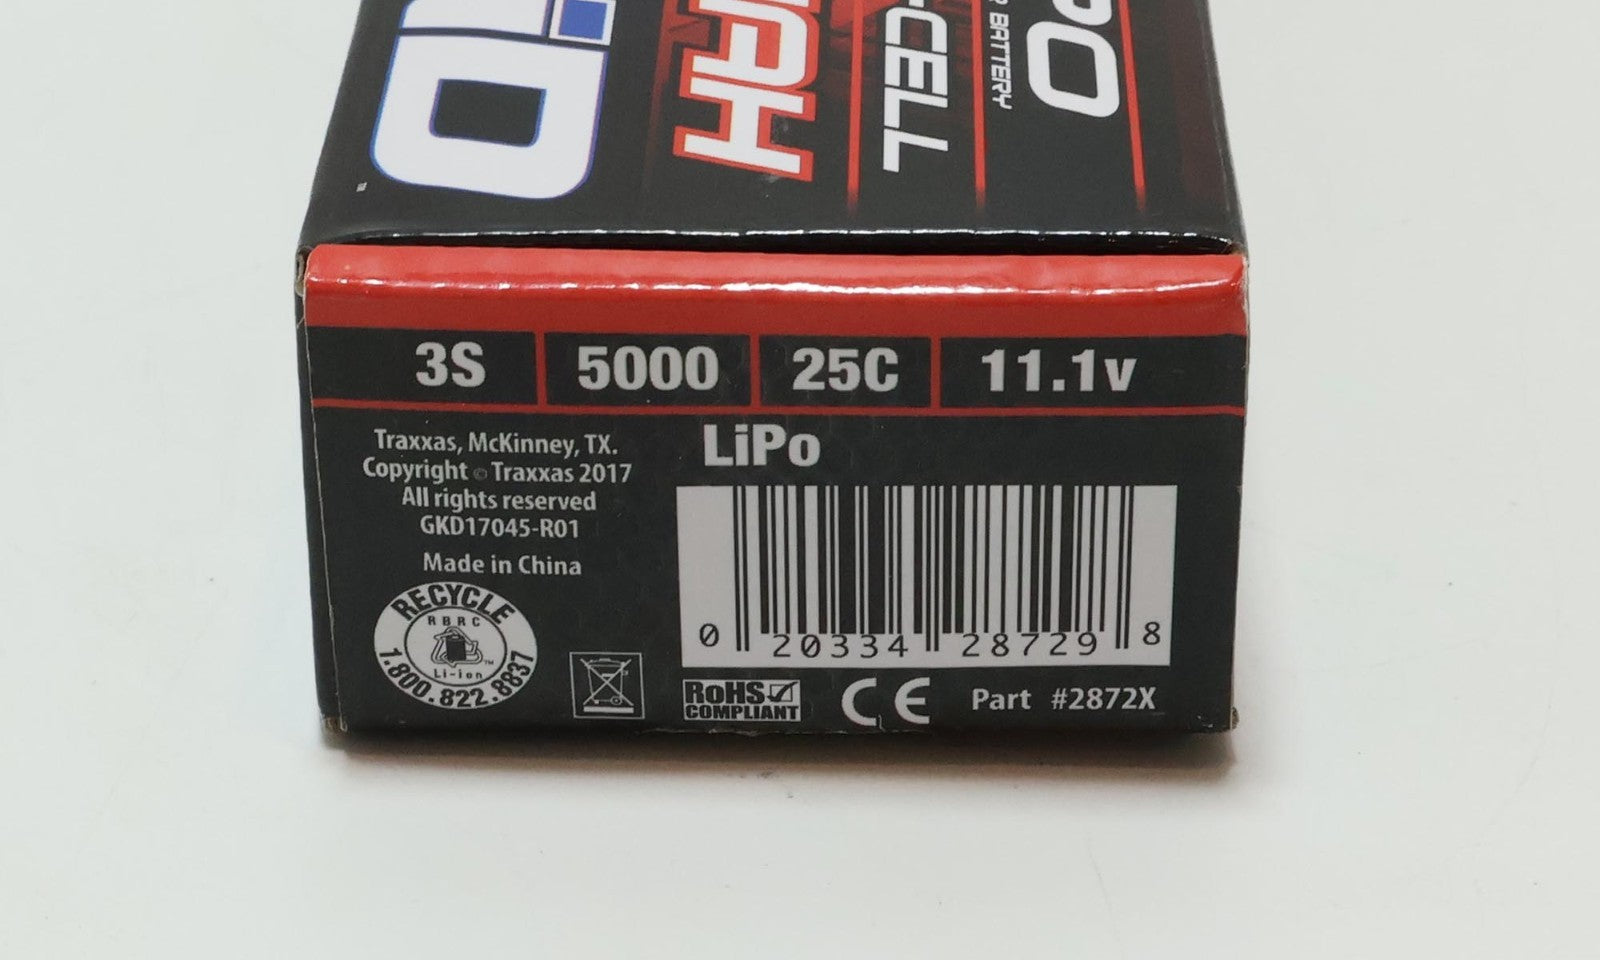 -CELL
BATTERY
3S 5000 25C 11.1v
Traxxas, McKinney, TX.
Copyright © Traxxas 2017
All rights reserved
GKD17045-R01
Made in China
LiPo
0 20334 28729 8
RECYCLE
RBRC
Li-ion
1.800.822.8837
RoHS
COMPLIANT
CE
Part #2872X